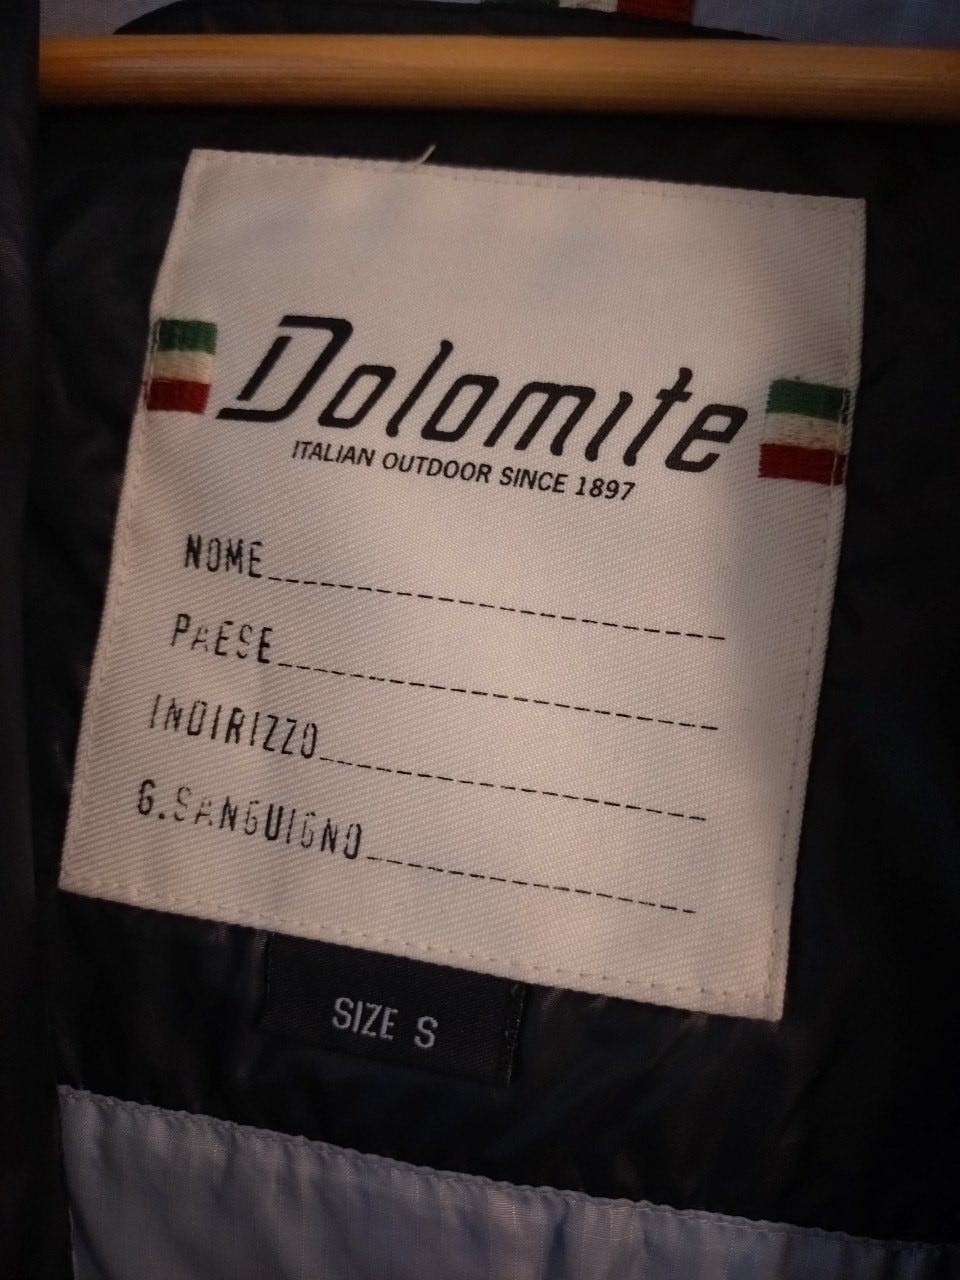 Dolomite
ITALIAN OUTDOOR SINCE 1897
NOME
PAESE
INDIRIZZO
G.SANGUIGNO
SIZE S